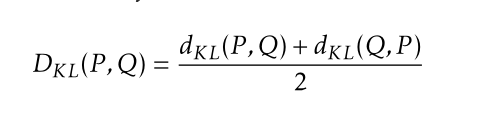 D_{KL}(P, Q) = \frac{d_{KL}(P, Q) + d_{KL}(Q, P)}{2}